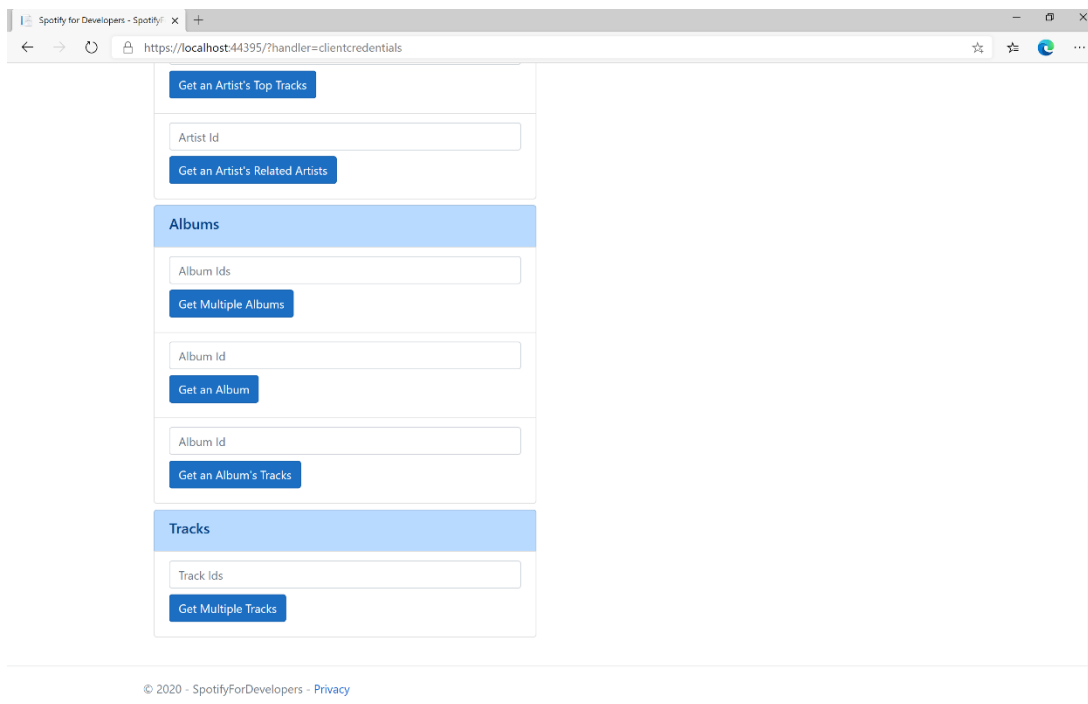 Spotify for Developers - Spotify
https://localhost:44395/?handler=clientcredentials
Get an Artist's Top Tracks
Artist Id
Get an Artist's Related Artists
Albums
Album Ids
Get Multiple Albums
Album Id
Get an Album
Album Id
Get an Album's Tracks
Tracks
Track Ids
Get Multiple Tracks
© 2020 - SpotifyForDevelopers - Privacy